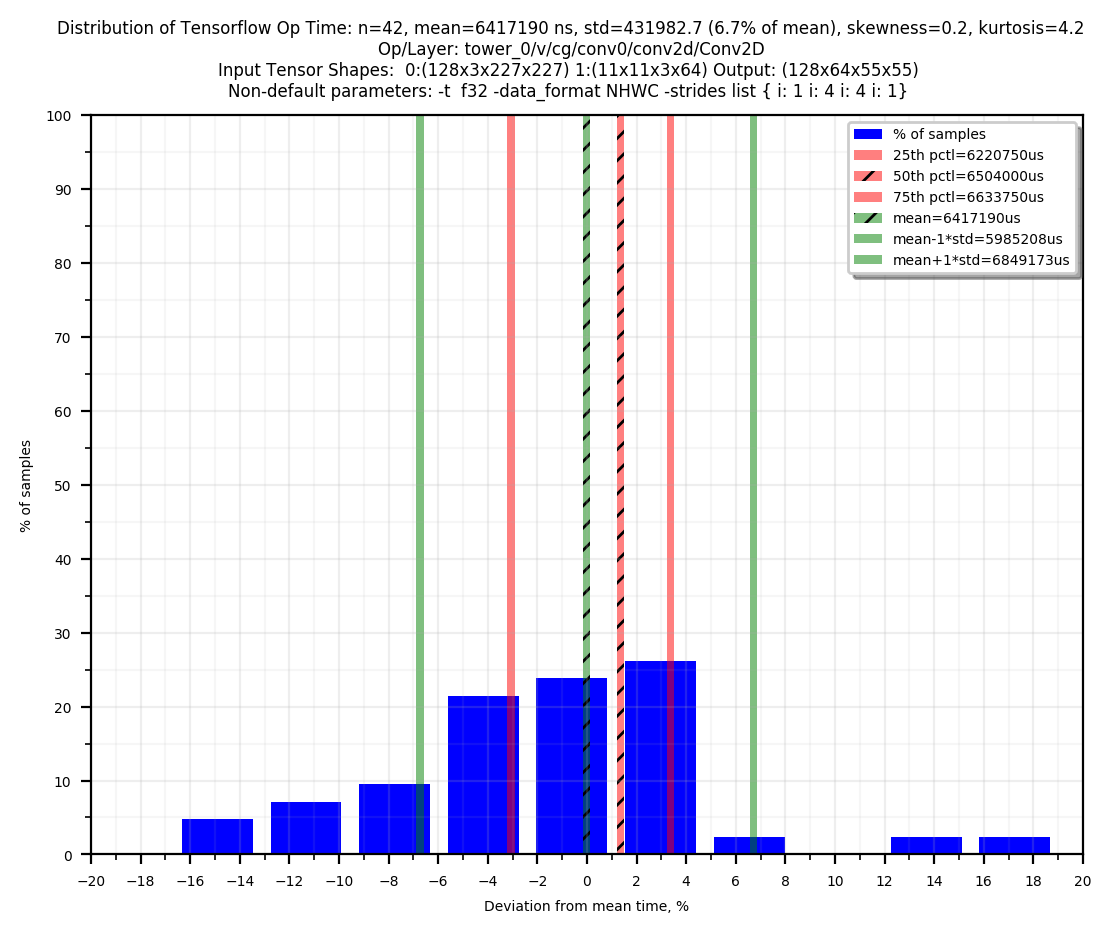 Distribution of Tensorflow Op Time: n=42, mean=6417190 ns, std=431982.7 (6.7% of mean), skewness=0.2, kurtosis=4.2
Op/Layer: tower_0/v/cg/conv0/conv2d/Conv2D
Input Tensor Shapes:  0:(128x3x227x227) 1:(11x11x3x64) Output: (128x64x55x55)
Non-default parameters: -t  f32 -data_format NHWC -strides list { i: 1 i: 4 i: 4 i: 1}
% of samples
25th pctl=6220750us
50th pctl=6504000us
75th pctl=6633750us
mean=6417190us
mean-1*std=5985208us
mean+1*std=6849173us
100
90
80
70
60
50
40
30
20
10
0
% of samples
−20 −18 −16 −14 −12 −10 −8 −6 −4 −2 0 2 4 6 8 10 12 14 16 18 20
Deviation from mean time, %